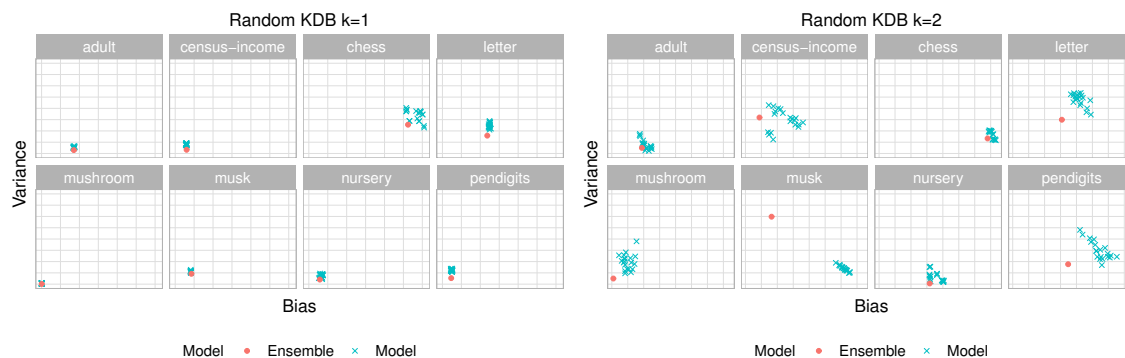 Random KDB k=1
adult census−income chess letter
mushroom musk nursery pendigits
Variance
Bias
Model Ensemble Model
Random KDB k=2
adult census−income chess letter
mushroom musk nursery pendigits
Variance
Bias
Model Ensemble Model